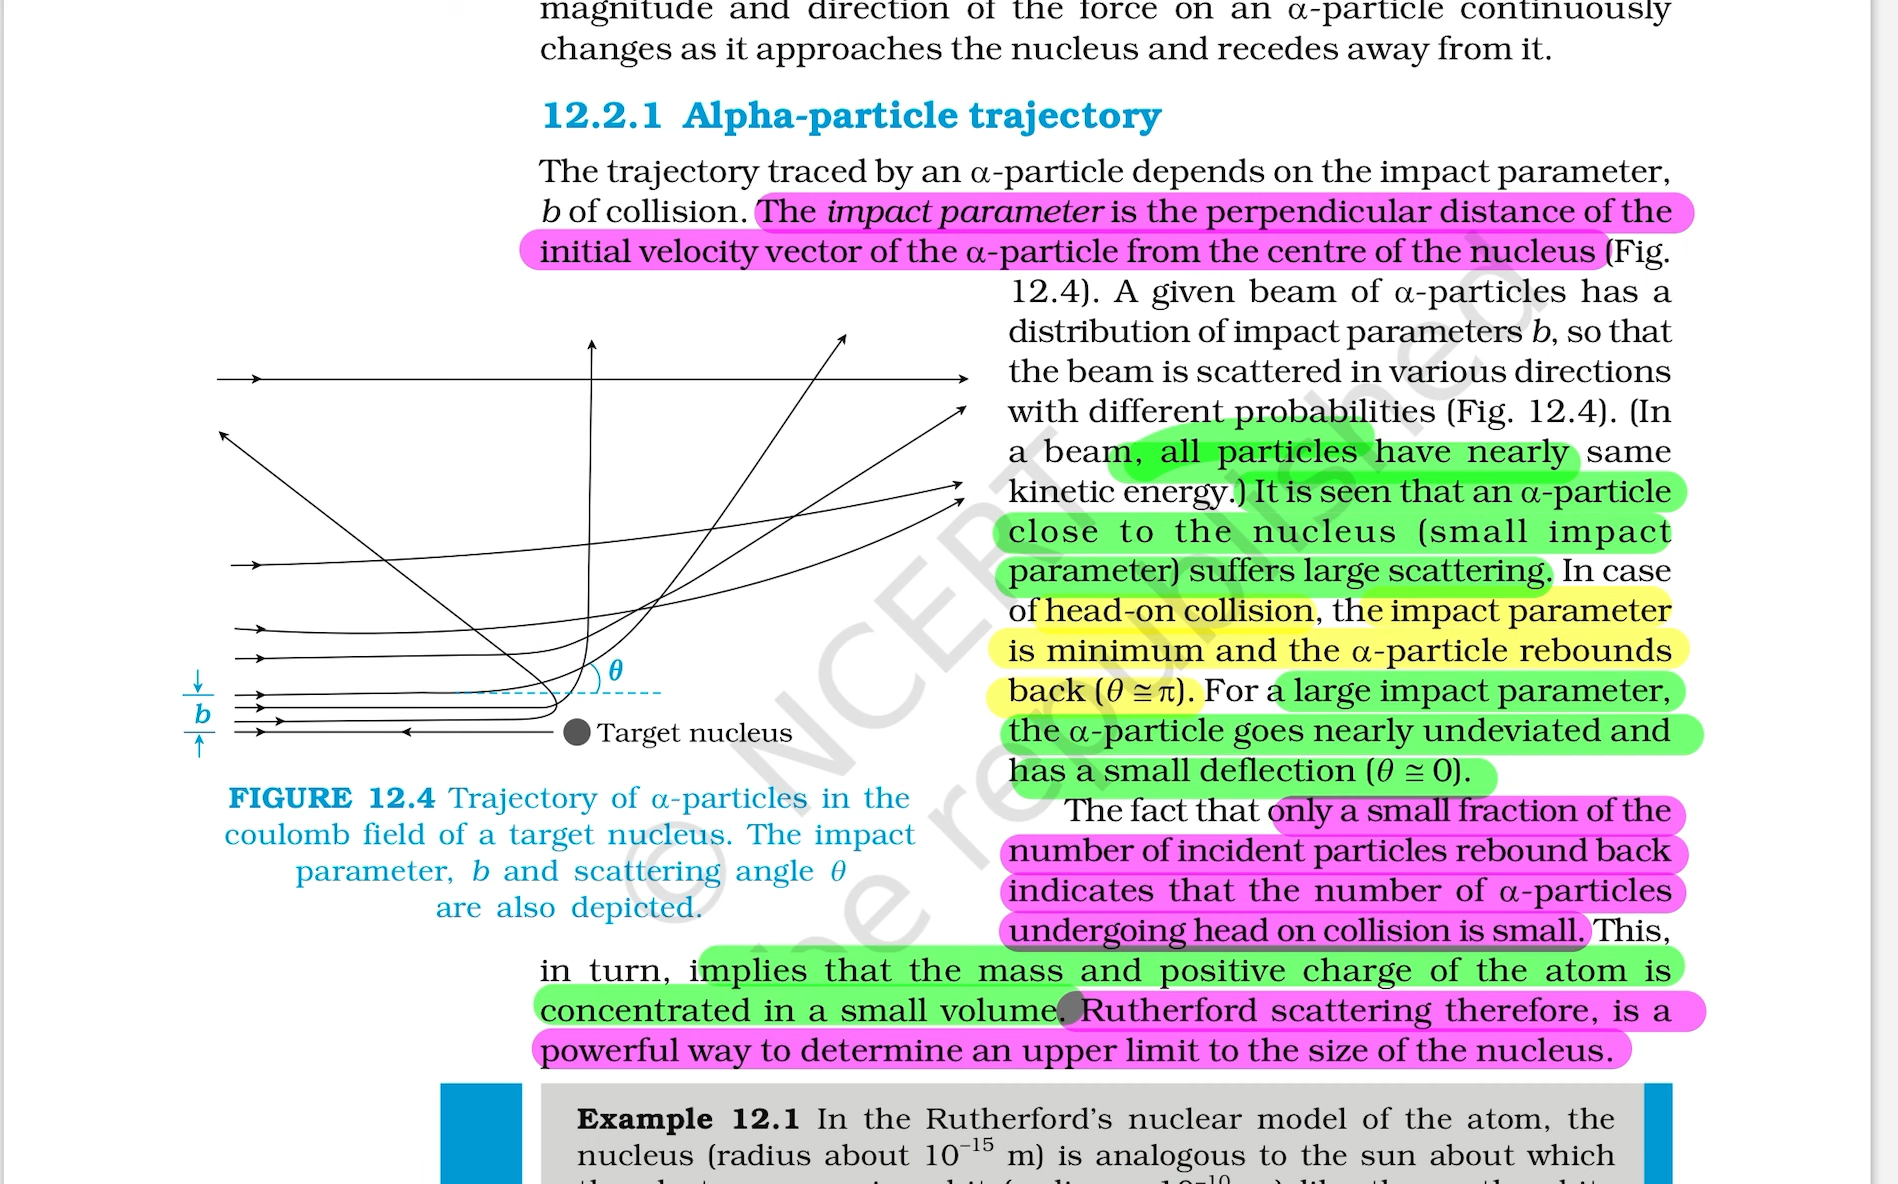 magnitude and direction of the force on an α-particle continuously
changes as it approaches the nucleus and recedes away from it.
12.2.1 Alpha-particle trajectory
The trajectory traced by an α-particle depends on the impact parameter,
b of collision. The impact parameter is the perpendicular distance of the
initial velocity vector of the α-particle from the centre of the nucleus (Fig.
12.4). A given beam of α-particles has a
distribution of impact parameters b, so that
the beam is scattered in various directions
with different probabilities (Fig. 12.4). (In
a beam, all particles have nearly same
kinetic energy.) It is seen that an α-particle
close to the nucleus (small impact
parameter) suffers large scattering. In case
of head-on collision, the impact parameter
is minimum and the α-particle rebounds
back (θ ≅ π). For a large impact parameter,
the α-particle goes nearly undeviated and
has a small deflection (θ ≅ 0).
The fact that only a small fraction of the
number of incident particles rebound back
indicates that the number of α-particles
undergoing head on collision is small. This,
in turn, implies that the mass and positive charge of the atom is
concentrated in a small volume. Rutherford scattering therefore, is a
powerful way to determine an upper limit to the size of the nucleus.
θ
b
Target nucleus
FIGURE 12.4 Trajectory of α-particles in the
coulomb field of a target nucleus. The impact
parameter, b and scattering angle θ
are also depicted.
© NCERT
be republished
Example 12.1 In the Rutherford's nuclear model of the atom, the
nucleus (radius about 10⁻¹⁵ m) is analogous to the sun about which